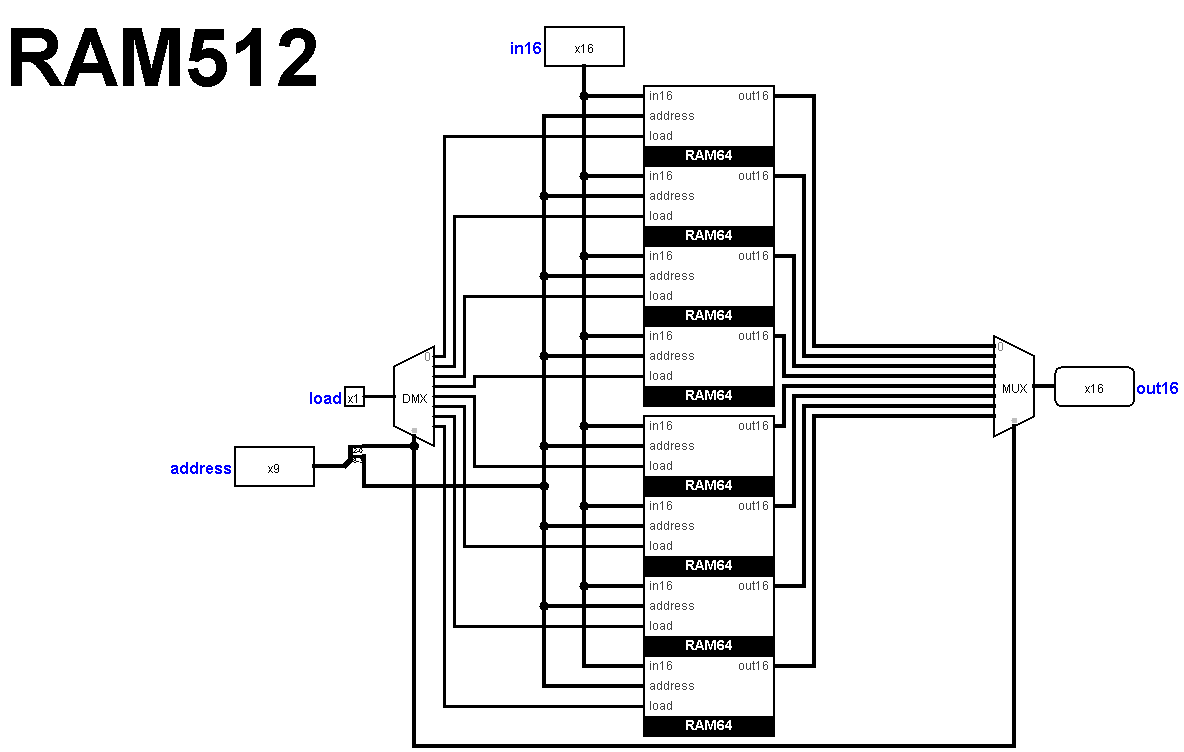 RAM512
in16 x16
in16 out16
address
load
RAM64
in16 out16
address
load
RAM64
in16 out16
address
load
RAM64
in16 out16
address
load
RAM64
0
DMX
load x1
address x9
0
MUX
x16 out16
in16 out16
address
load
RAM64
in16 out16
address
load
RAM64
in16 out16
address
load
RAM64
in16 out16
address
load
RAM64